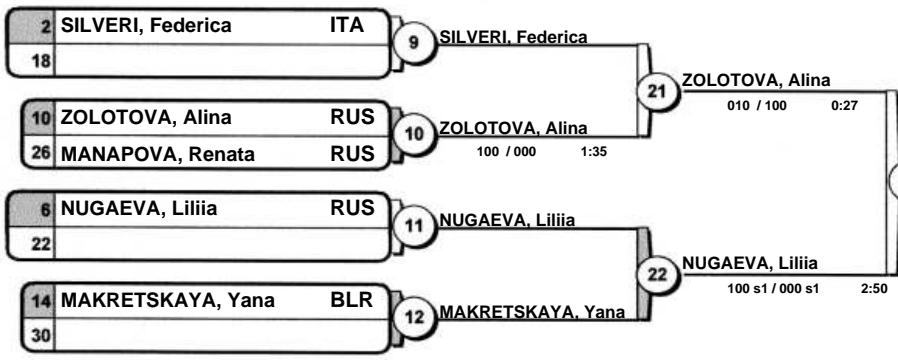 2 SILVERI, Federica ITA
18
9 SILVERI, Federica
10 ZOLOTOVA, Alina RUS
26 MANAPOVA, Renata RUS
10 ZOLOTOVA, Alina
100 / 000 1:35
21 ZOLOTOVA, Alina
010 / 100 0:27
6 NUGAEVA, Liliia RUS
22
11 NUGAEVA, Liliia
14 MAKRETSKAYA, Yana BLR
30
12 MAKRETSKAYA, Yana
22 NUGAEVA, Liliia
100 s1 / 000 s1 2:50